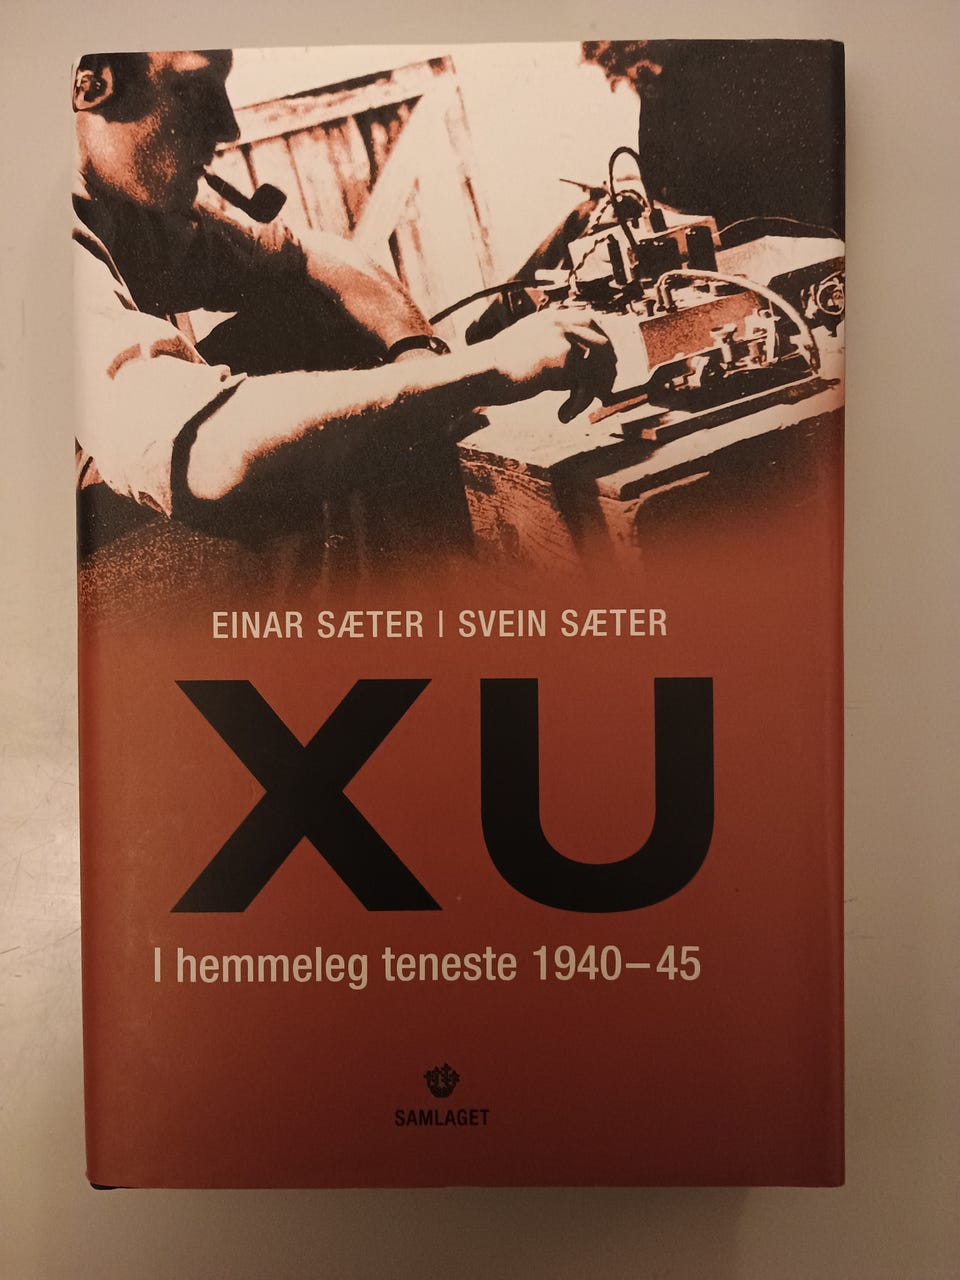 EINAR SÆTER | SVEIN SÆTER
XU
I hemmeleg teneste 1940–45
SAMLAGET